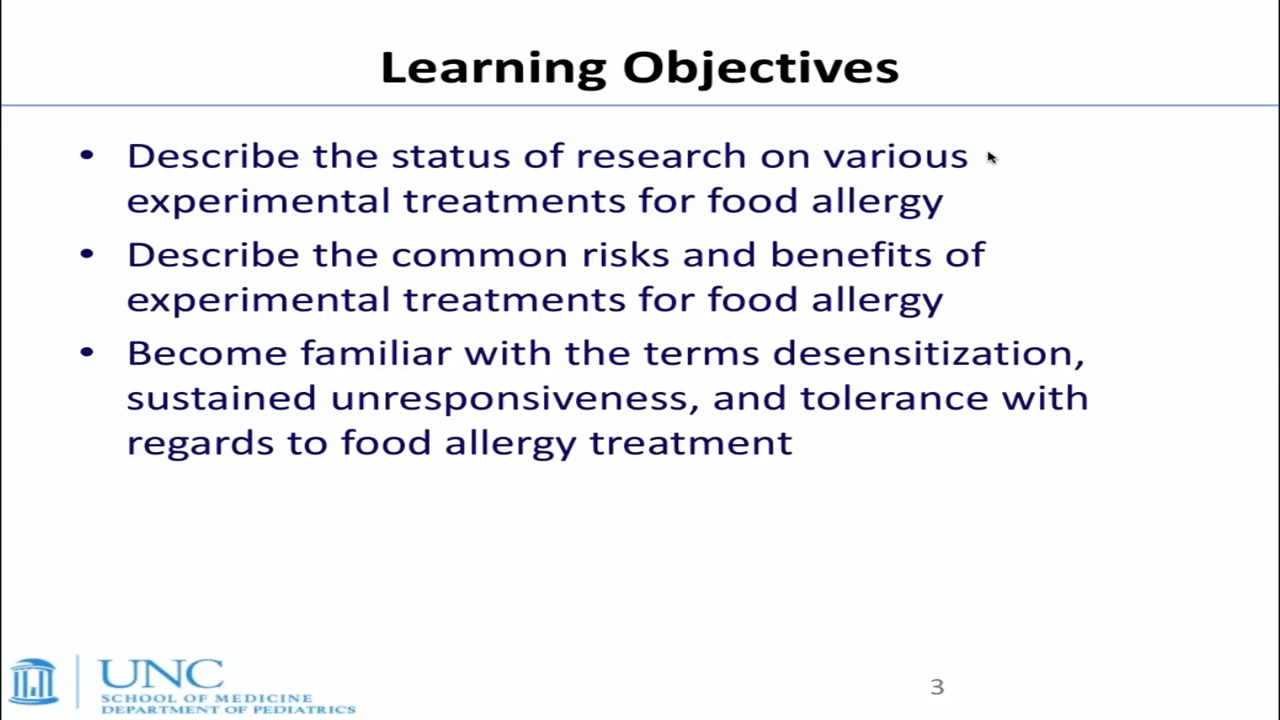 Learning Objectives
• Describe the status of research on various
experimental treatments for food allergy
• Describe the common risks and benefits of
experimental treatments for food allergy
• Become familiar with the terms desensitization,
sustained unresponsiveness, and tolerance with
regards to food allergy treatment
UNC
SCHOOL OF MEDICINE
DEPARTMENT OF PEDIATRICS
3